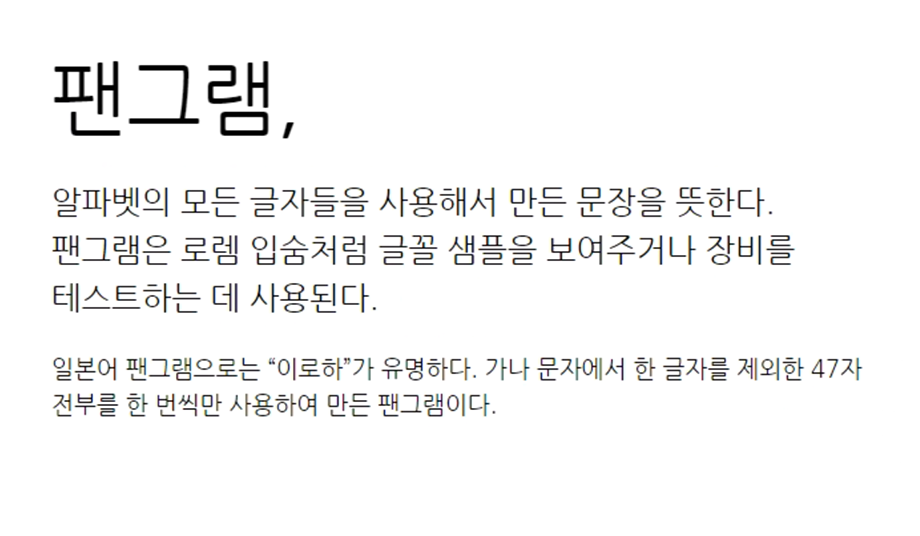 팬그램,
알파벳의 모든 글자들을 사용해서 만든 문장을 뜻한다.
팬그램은 로렘 입숨처럼 글꼴 샘플을 보여주거나 장비를
테스트하는 데 사용된다.
일본어 팬그램으로는 “이로하”가 유명하다. 가나 문자에서 한 글자를 제외한 47자
전부를 한 번씩만 사용하여 만든 팬그램이다.